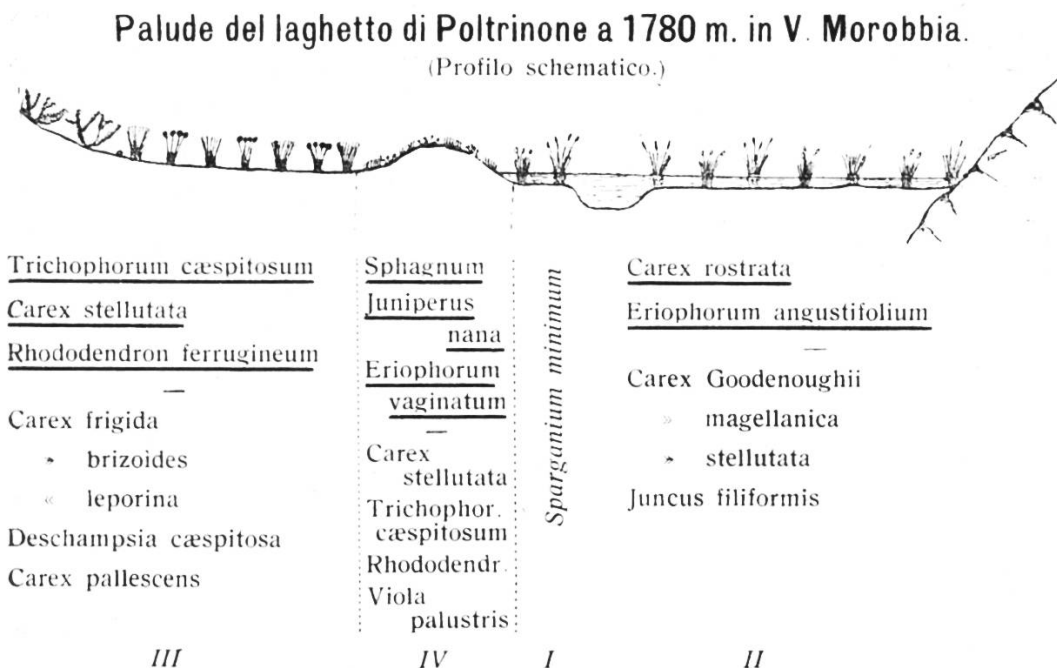 Palude del laghetto di Poltrinone a 1780 m. in V. Morobbia.
(Profilo schematico.)
Trichophorum cæspitosum
Carex stellutata
Rhododendron ferrugineum
—
Carex frigida
» brizoides
« leporina
Deschampsia cæspitosa
Carex pallescens
III
Sphagnum
Juniperus
nana
Eriophorum
vaginatum
—
Carex
stellutata
Trichophor.
cæspitosum
Rhododendr.
Viola
palustris
IV
Sparganium minimum
I
Carex rostrata
Eriophorum angustifolium
—
Carex Goodenoughii
» magellanica
» stellutata
Juncus filiformis
II